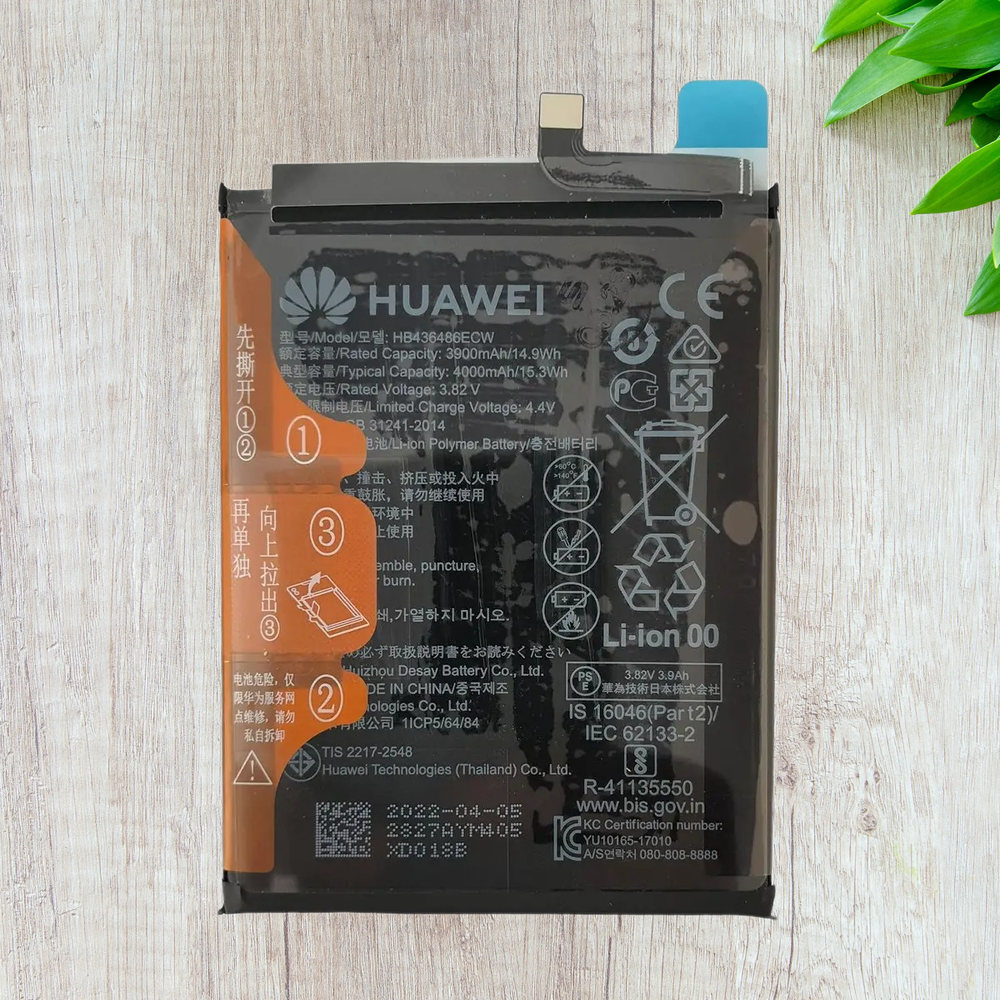 HUAWEI
CE
型号/Model/모델: HB436486ECW
额定容量/Rated Capacity: 3900mAh/14.9Wh
典型容量/Typical Capacity: 4000mAh/15.3Wh
定电压/Rated Voltage: 3.82 V
限制电压/Limited Charge Voltage: 4.4V
GB 31241-2014
电池/Li-ion Polymer Battery/충전배터리
先撕开①②
①
撞击、挤压或投入火中
重鼓胀，请勿继续使用
环境中
上使用
>60°C
>140°F
再单独
向上拉出③
③
emble, puncture,
r burn.
쇄,가열하지 마시오.
め必ず取扱説明書をお読みください
Huizhou Desay Battery Co., Ltd.
DE IN CHINA/중국제조
ologies Co., Ltd.
有限公司 1ICP5/64/84
电池危险，仅
限华为服务网
点维修，请勿
私自拆卸
②
TIS 2217-2548
Huawei Technologies (Thailand) Co., Ltd.
Li-ion 00
PS
E
3.82V 3.9Ah
華為技術日本株式会社
IS 16046(Part2)/
IEC 62133-2
R-41135550
www.bis.gov.in
KC Certification number:
YU10165-17010
A/S연락처 080-808-8888
2022-04-05
2827AYM405
XD018B